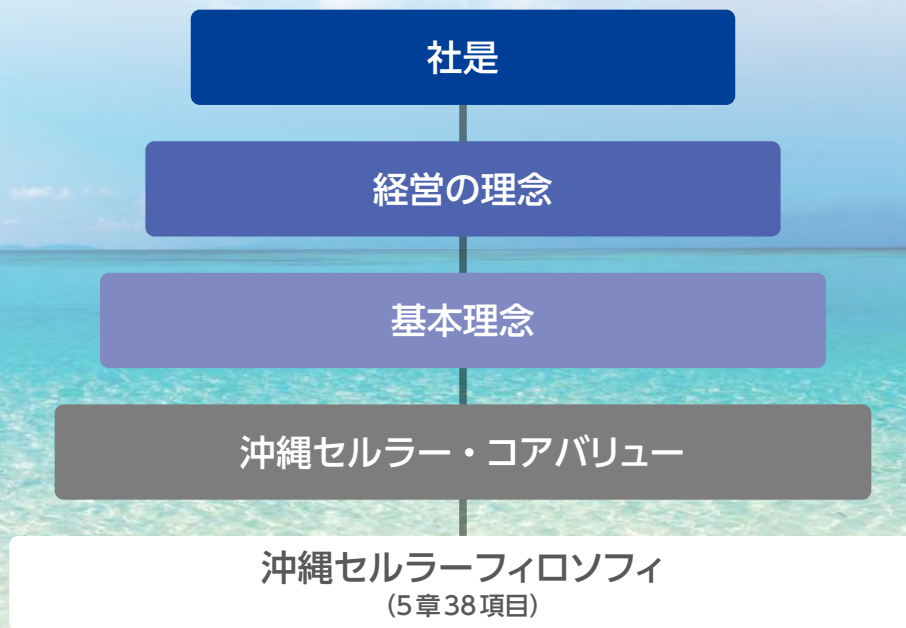 社是
経営の理念
基本理念
沖縄セルラー・コアバリュー
沖縄セルラーフィロソフィ
(5章38項目)